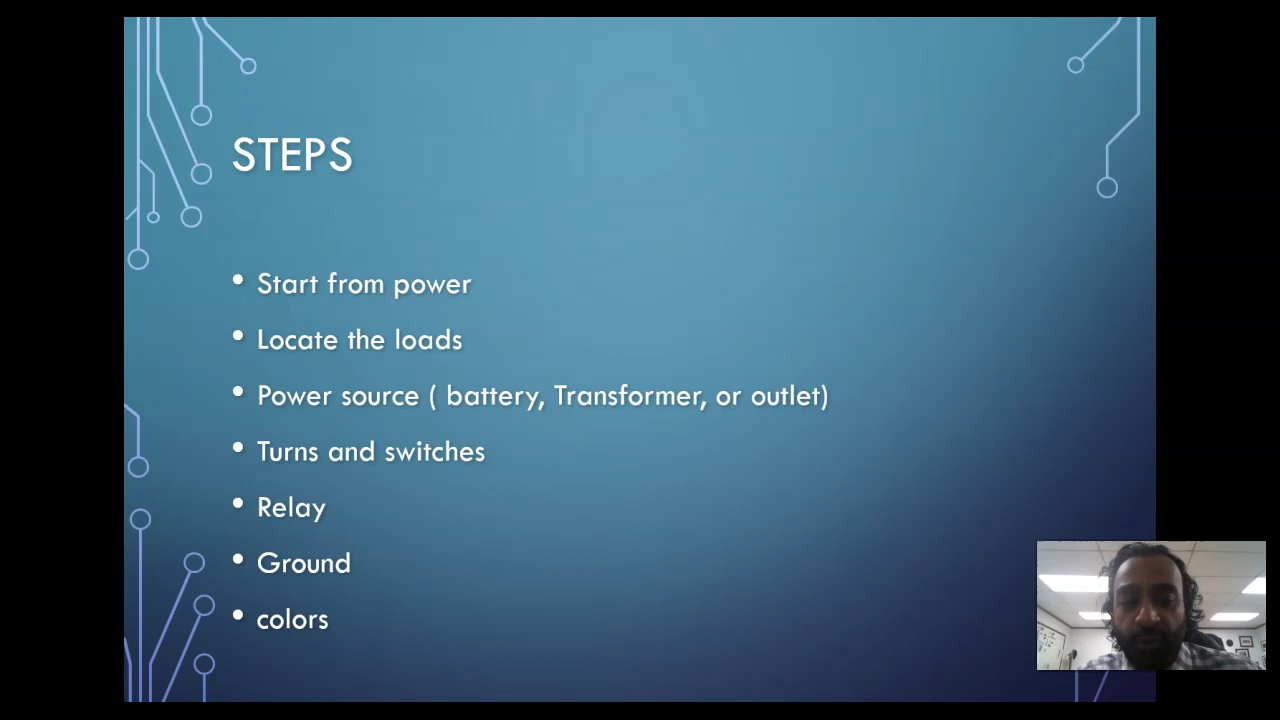 STEPS
• Start from power
• Locate the loads
• Power source ( battery, Transformer, or outlet)
• Turns and switches
• Relay
• Ground
• colors